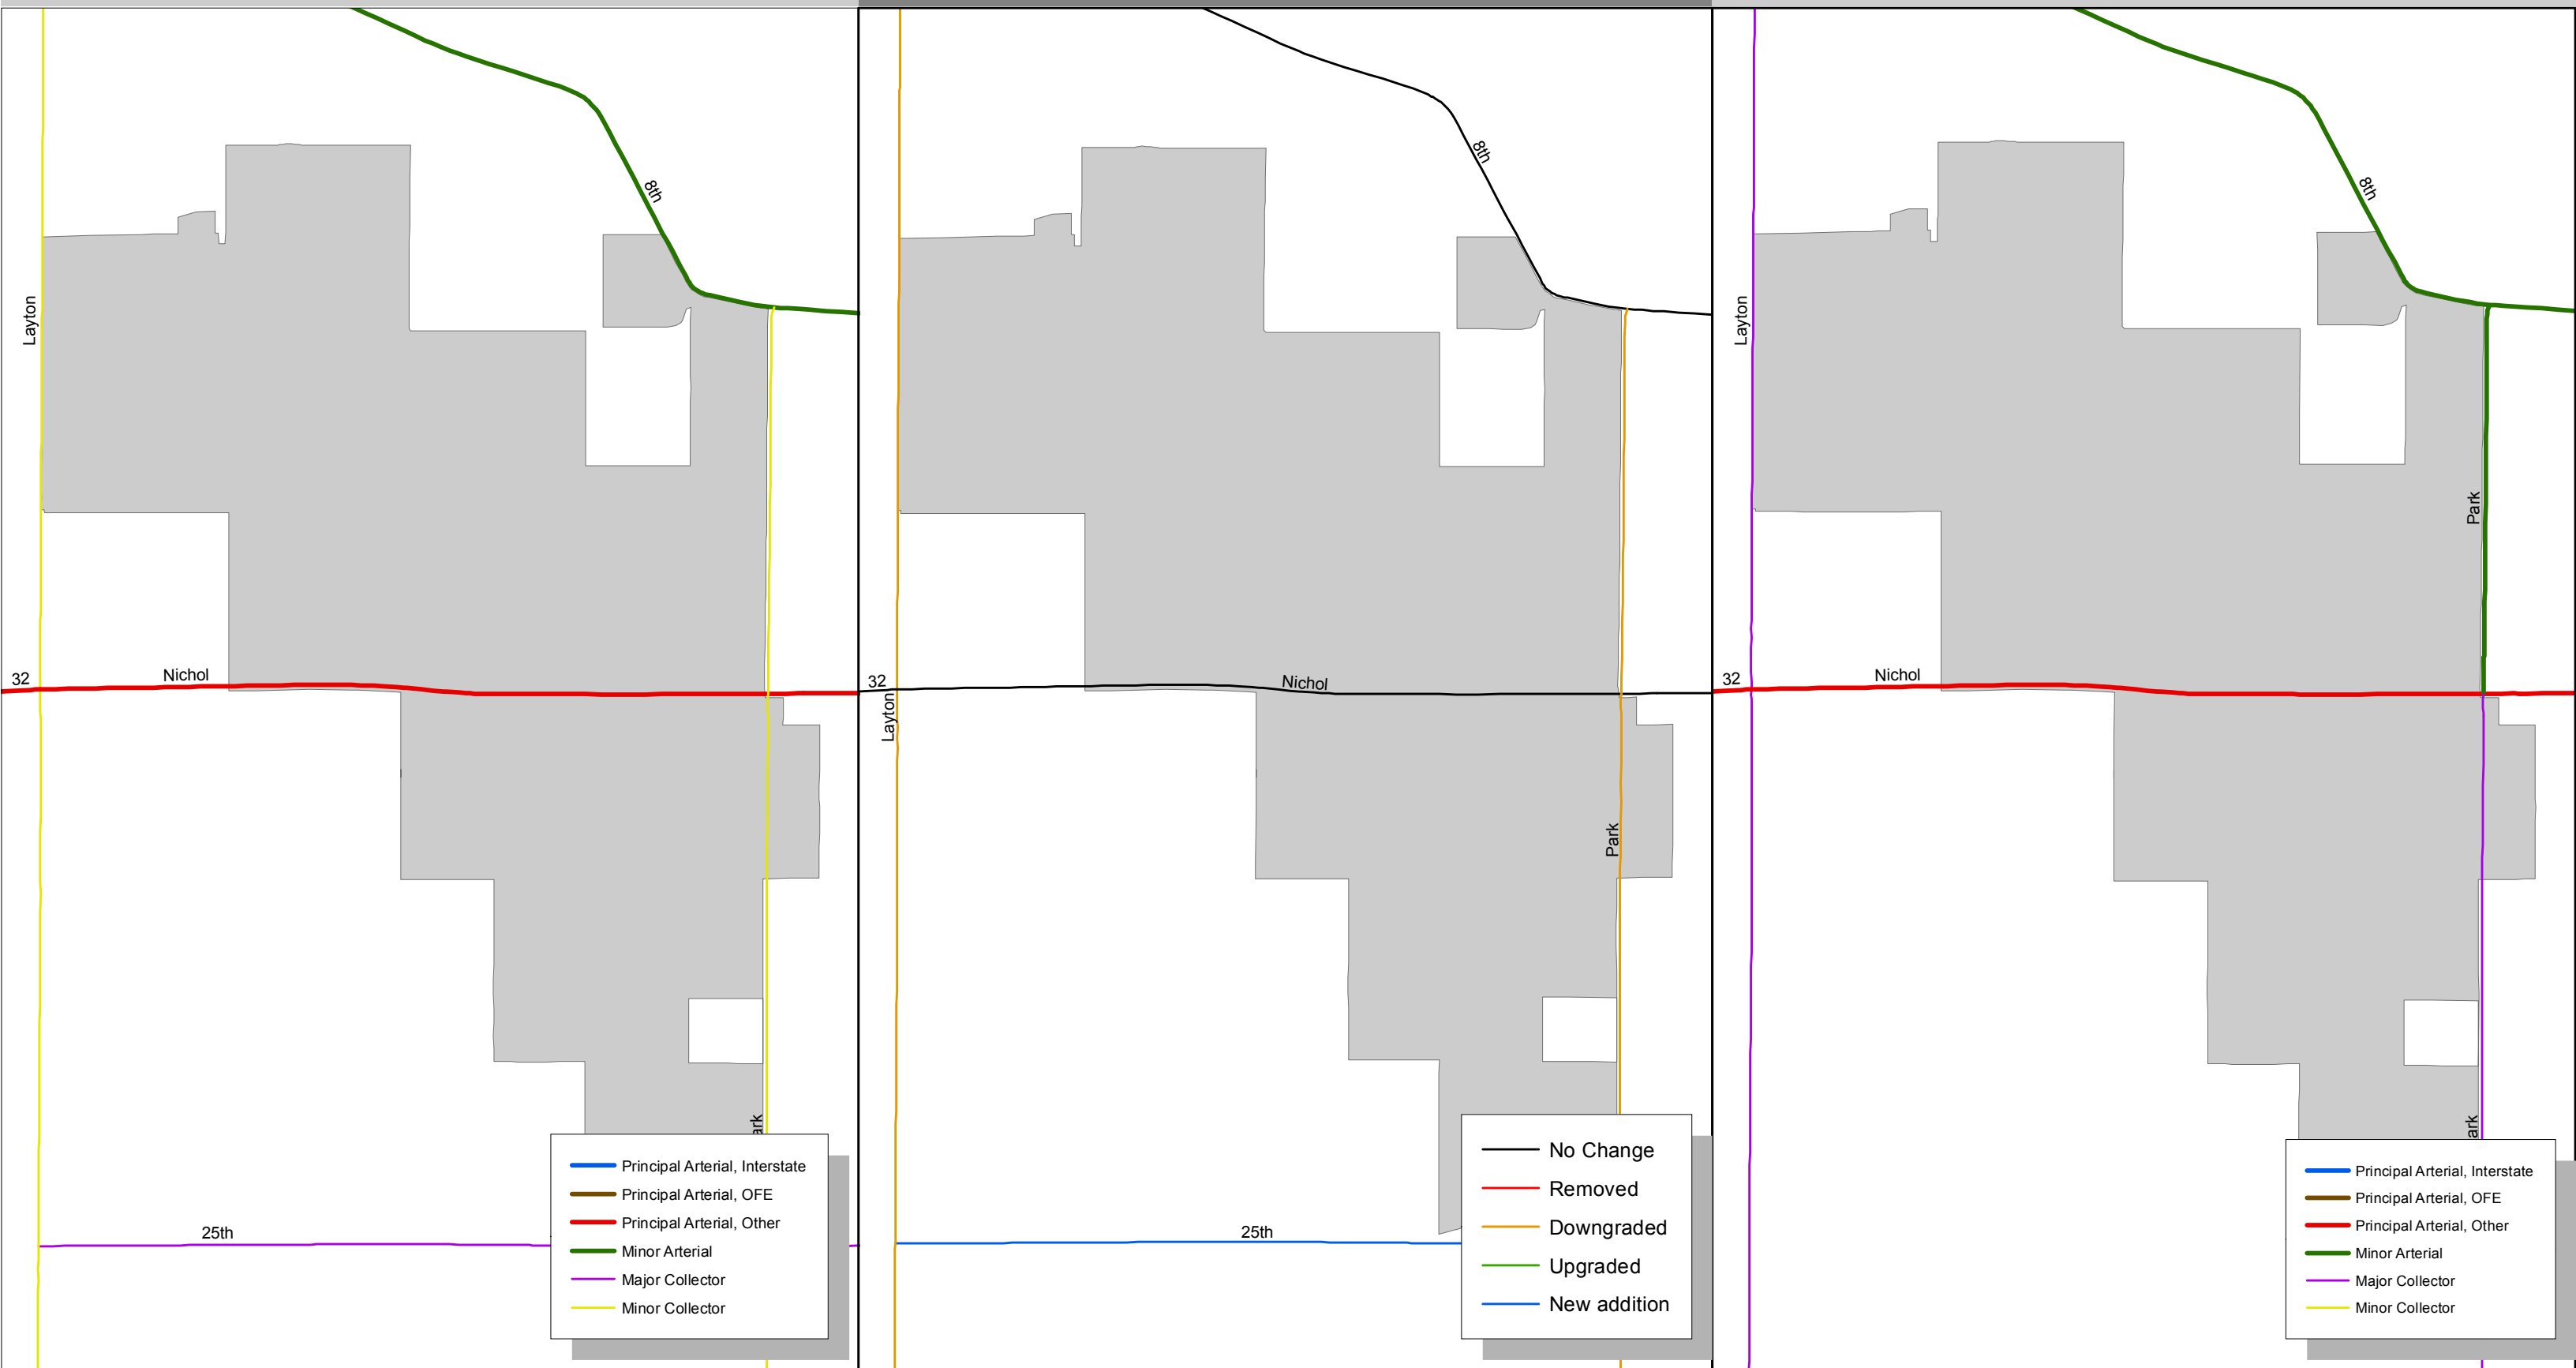 8th
Layton
32
Nichol
ark
25th
Principal Arterial, Interstate
Principal Arterial, OFE
Principal Arterial, Other
Minor Arterial
Major Collector
Minor Collector
8th
32
Layton
Nichol
Park
25th
No Change
Removed
Downgraded
Upgraded
New addition
8th
Layton
Park
32
Nichol
ark
Principal Arterial, Interstate
Principal Arterial, OFE
Principal Arterial, Other
Minor Arterial
Major Collector
Minor Collector